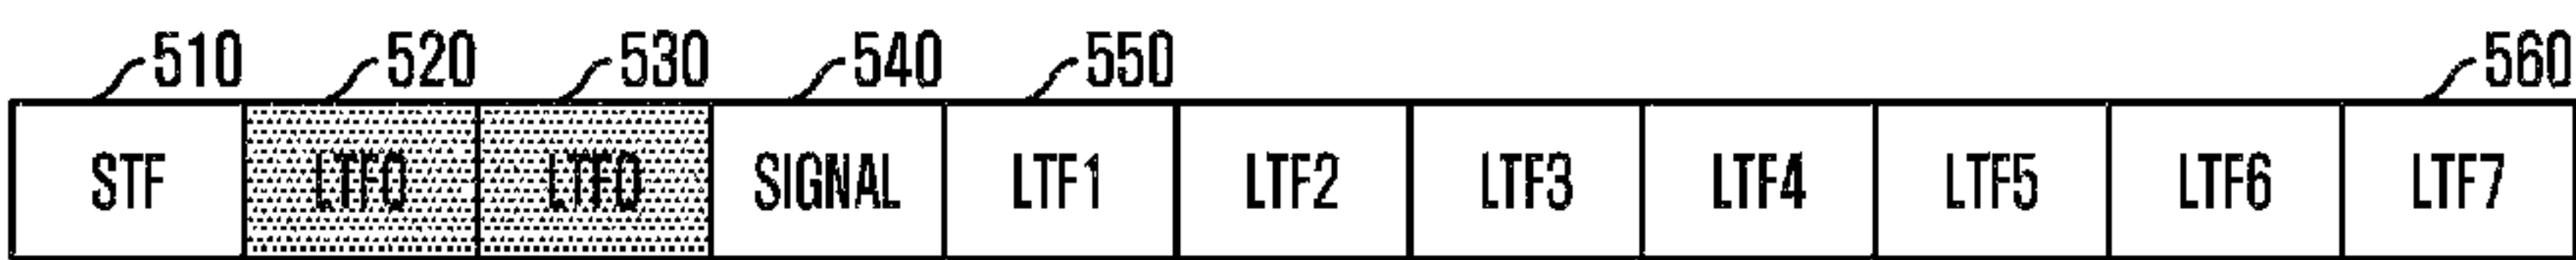 510 520 530 540 550 560
STF LTF0 LTF0 SIGNAL LTF1 LTF2 LTF3 LTF4 LTF5 LTF6 LTF7